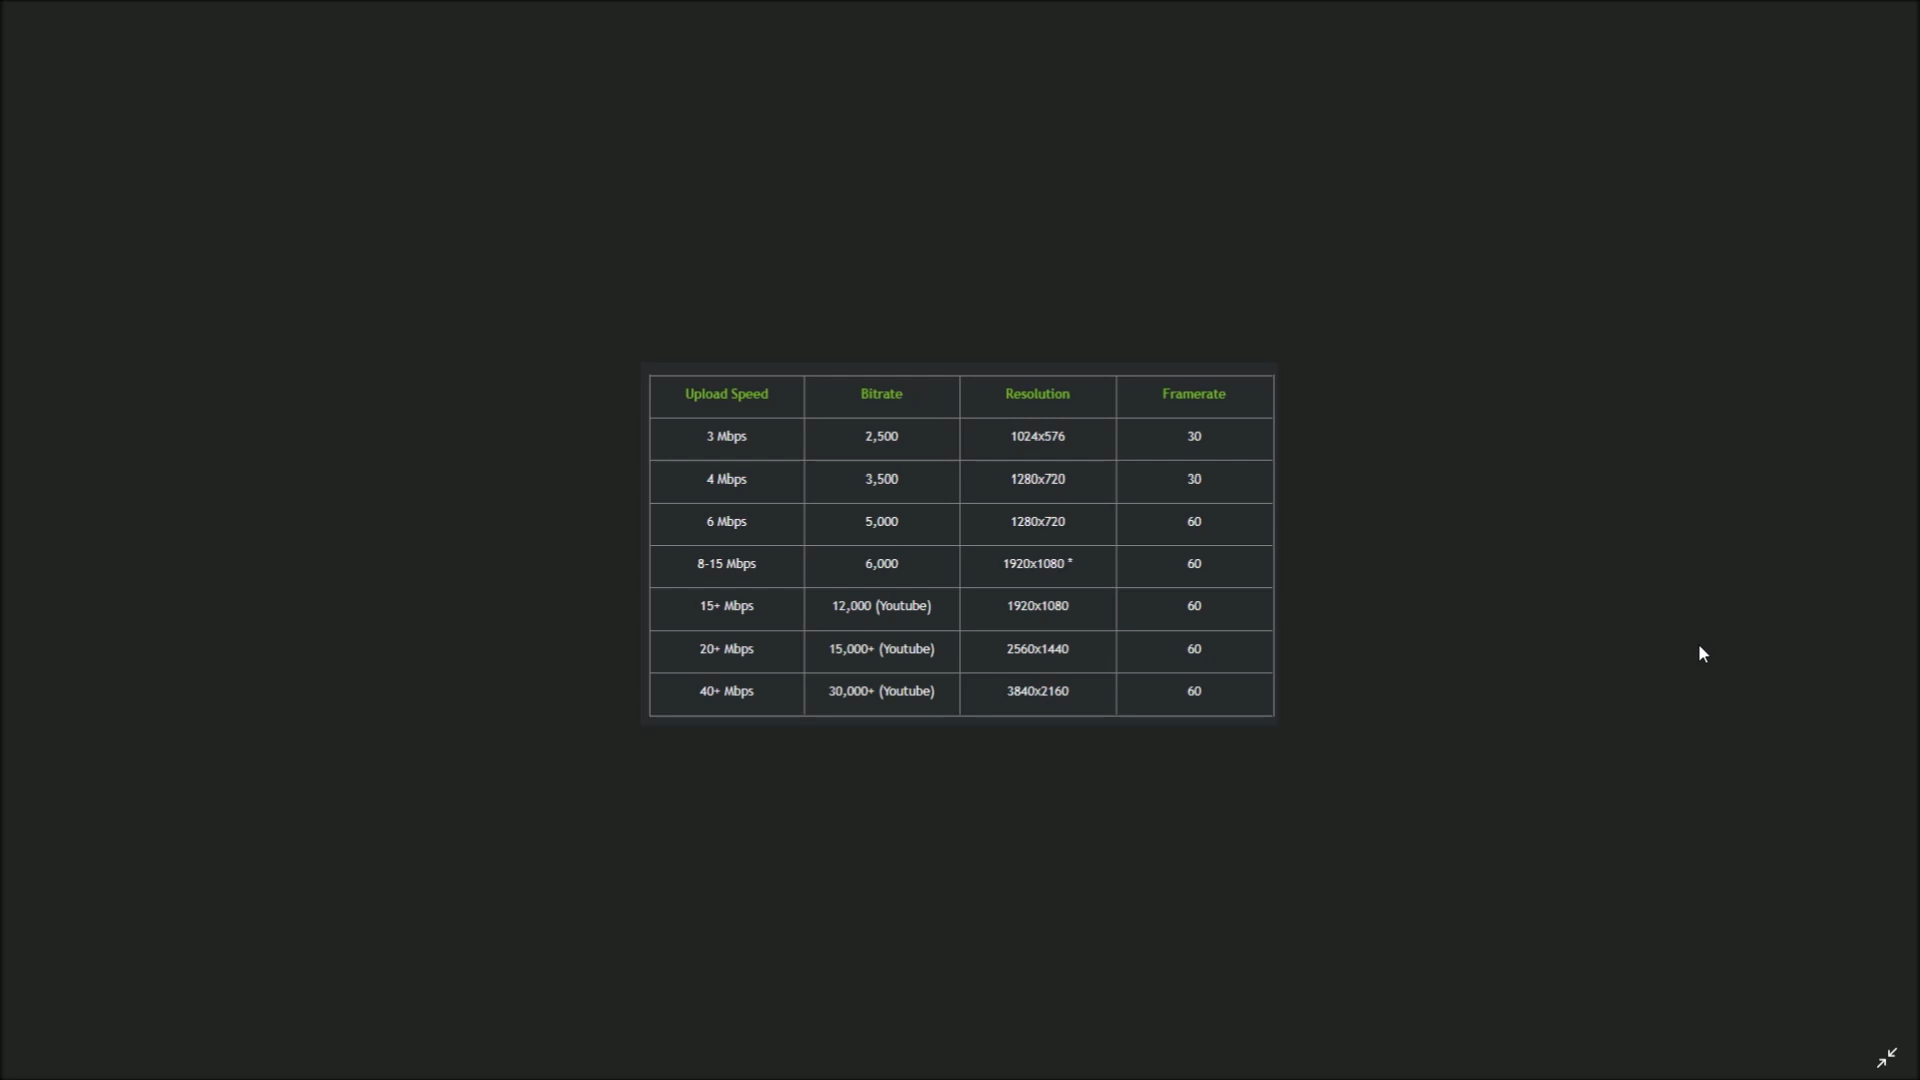 Upload Speed Bitrate Resolution Framerate
3 Mbps 2,500 1024x576 30
4 Mbps 3,500 1280x720 30
6 Mbps 5,000 1280x720 60
8-15 Mbps 6,000 1920x1080 * 60
15+ Mbps 12,000 (Youtube) 1920x1080 60
20+ Mbps 15,000+ (Youtube) 2560x1440 60
40+ Mbps 30,000+ (Youtube) 3840x2160 60